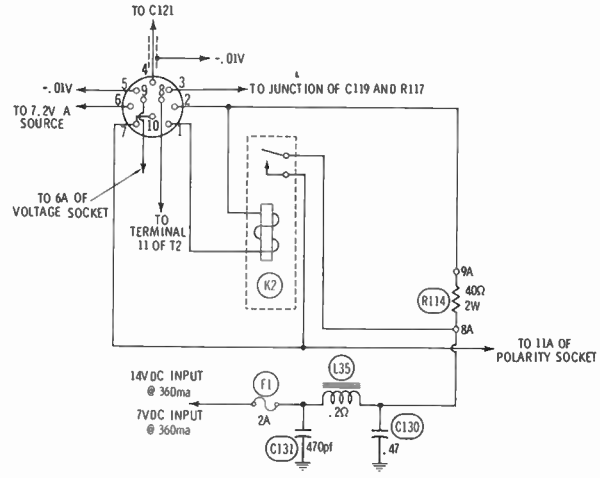 TO C121
-.01V
4
-.01V
5
9
8
3
TO JUNCTION OF C119 AND R117
TO 7.2V A
SOURCE
6
2
7
10
1
TO 6A OF
VOLTAGE SOCKET
TO
TERMINAL
11 OF T2
K2
9A
R114
40Ω
2W
8A
TO 11A OF
POLARITY SOCKET
14VDC INPUT
@ 360ma
7VDC INPUT
@ 360ma
F1
2A
L35
.2Ω
C131
470pf
C130
.47